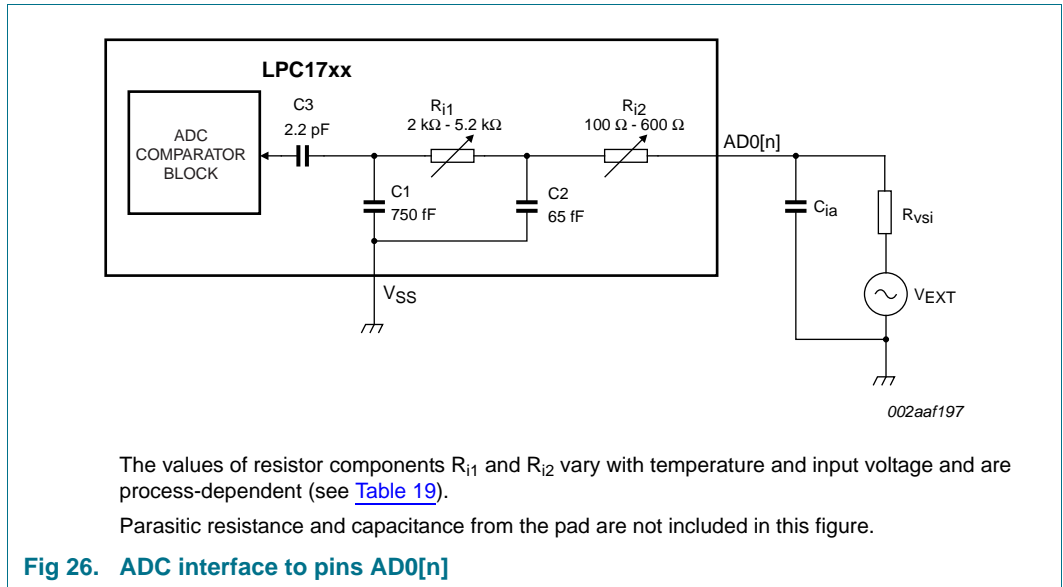 LPC17xx
ADC
COMPARATOR
BLOCK
C3
2.2 pF
Ri1
2 kΩ - 5.2 kΩ
Ri2
100 Ω - 600 Ω
AD0[n]
C1
750 fF
C2
65 fF
Cia
Rvsi
VSS
VEXT
002aaf197
The values of resistor components Ri1 and Ri2 vary with temperature and input voltage and are
process-dependent (see Table 19).
Parasitic resistance and capacitance from the pad are not included in this figure.
Fig 26. ADC interface to pins AD0[n]